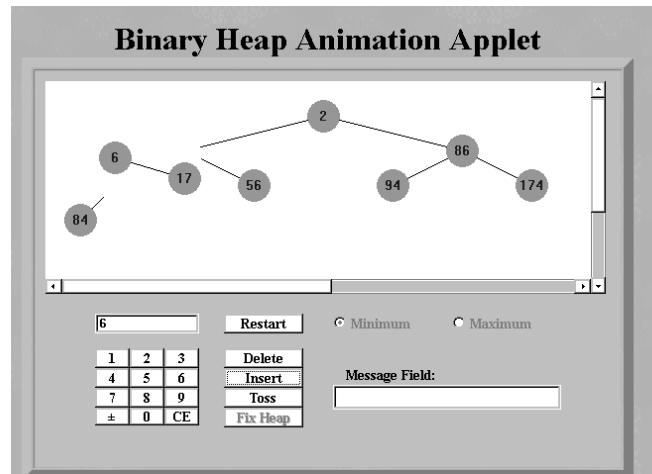 Binary Heap Animation Applet
2
6
86
17
56
94
174
84
6
Restart
Minimum
Maximum
1 2 3
Delete
4 5 6
Insert
Message Field:
7 8 9
Toss
± 0 CE
Fix Heap